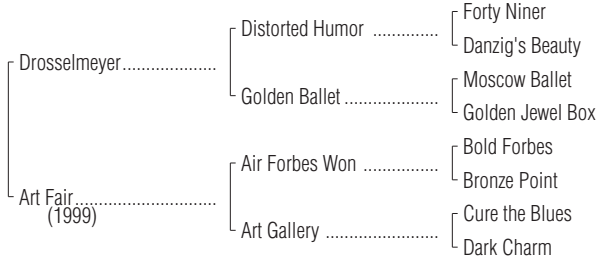 Forty Niner
Distorted Humor ..............
Danzig's Beauty
Drosselmeyer.....................
Moscow Ballet
Golden Ballet.....................
Golden Jewel Box
Bold Forbes
Air Forbes Won .................
Bronze Point
Art Fair................................
(1999)
Cure the Blues
Art Gallery .........................
Dark Charm